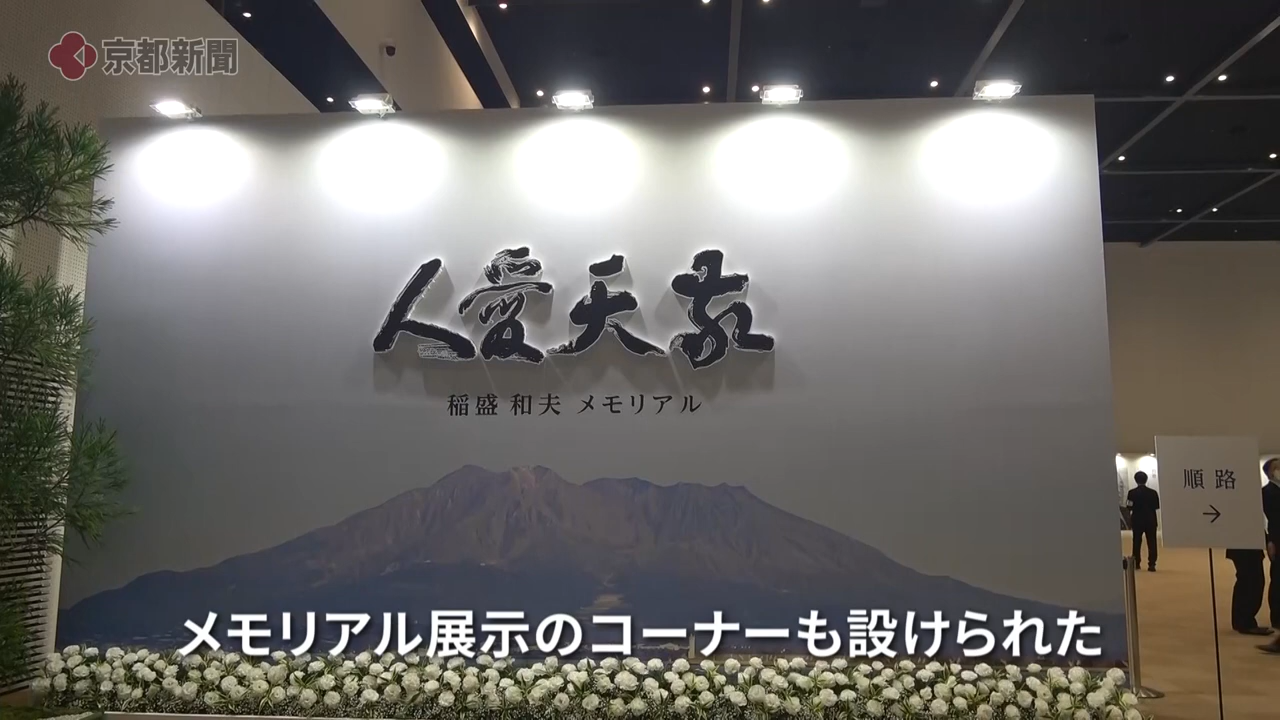 京都新聞
人愛天敬
稲盛 和夫 メモリアル
順路
→
メモリアル展示のコーナーも設けられた